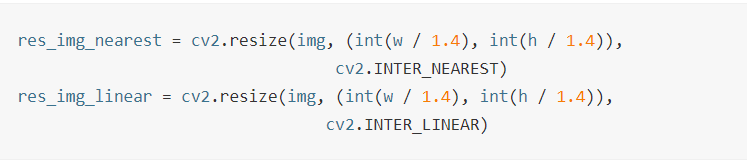 res_img_nearest = cv2.resize(img, (int(w / 1.4), int(h / 1.4)),
cv2.INTER_NEAREST)
res_img_linear = cv2.resize(img, (int(w / 1.4), int(h / 1.4)),
cv2.INTER_LINEAR)